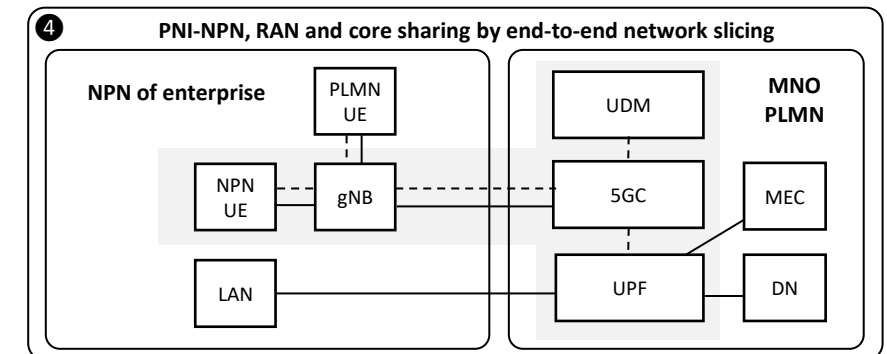 ❹ PNI-NPN, RAN and core sharing by end-to-end network slicing
NPN of enterprise
PLMN
UE
NPN
UE
gNB
LAN
MNO
PLMN
UDM
5GC
MEC
UPF
DN